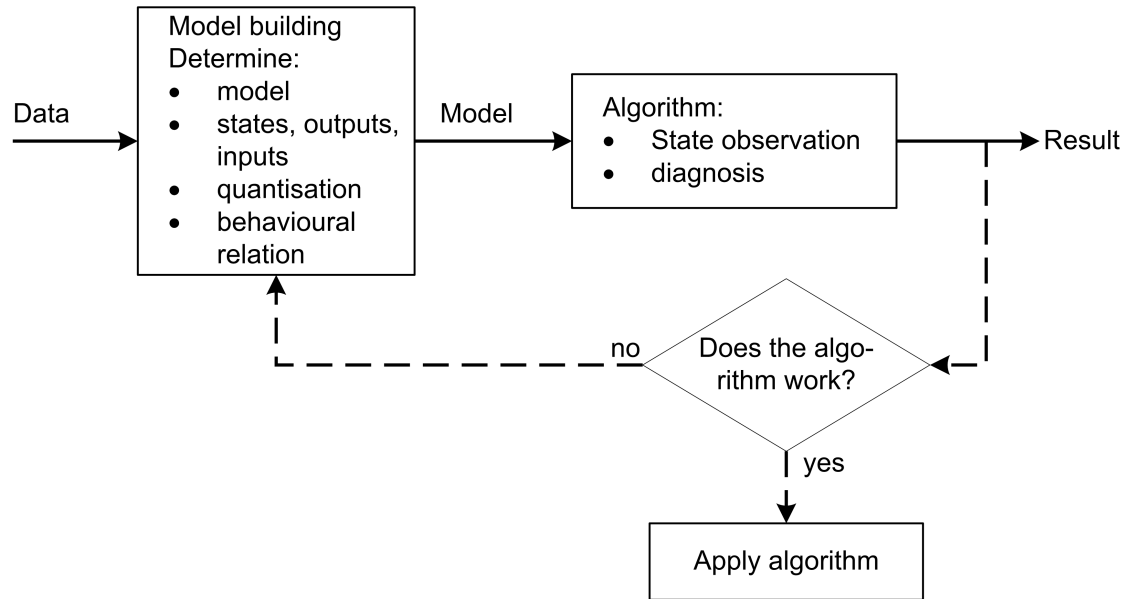 Data
Model building
Determine:
• model
• states, outputs,
inputs
• quantisation
• behavioural
relation
Model
Algorithm:
• State observation
• diagnosis
Result
no
Does the algo-
rithm work?
yes
Apply algorithm